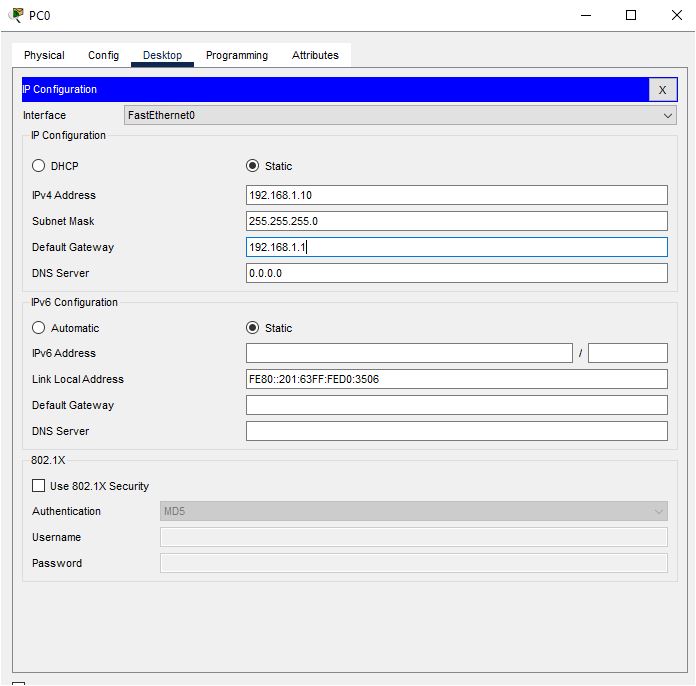 PC0
Physical Config Desktop Programming Attributes
IP Configuration X
Interface FastEthernet0
IP Configuration
DHCP Static
IPv4 Address 192.168.1.10
Subnet Mask 255.255.255.0
Default Gateway 192.168.1.1
DNS Server 0.0.0.0
IPv6 Configuration
Automatic Static
IPv6 Address /
Link Local Address FE80::201:63FF:FED0:3506
Default Gateway
DNS Server
802.1X
Use 802.1X Security
Authentication MD5
Username
Password